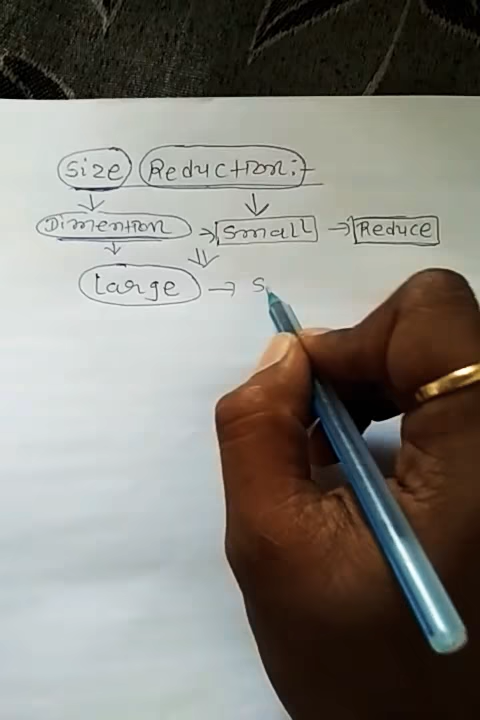 Size Reduction:-
Dimention → Small → Reduce
Large → S